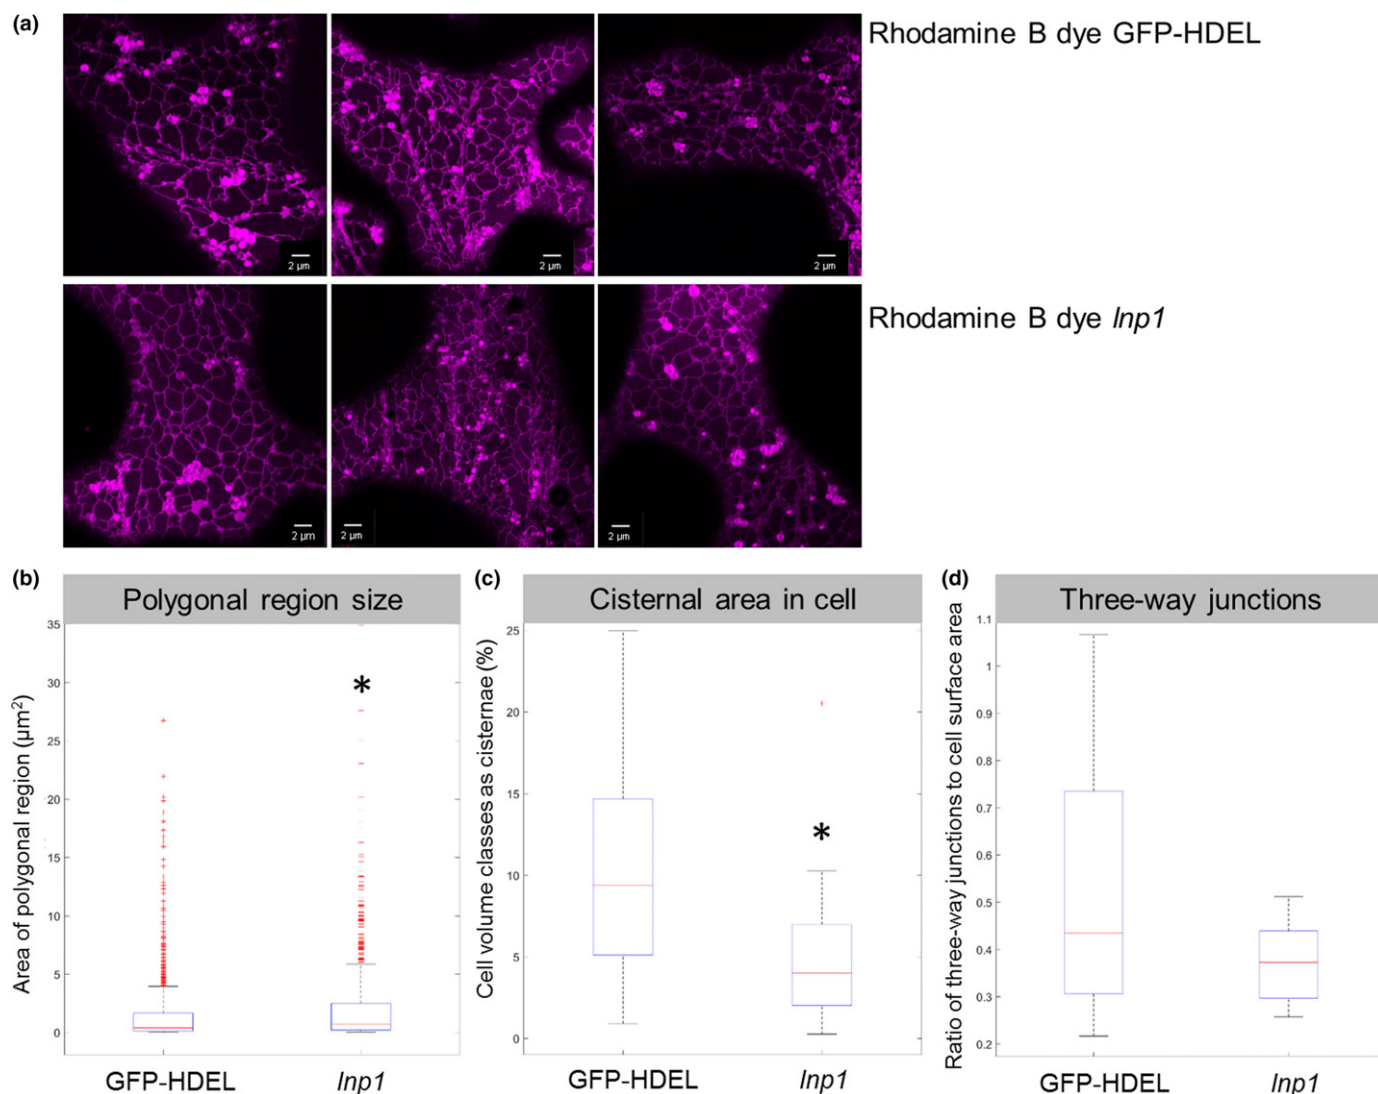 (a)
Rhodamine B dye GFP-HDEL
2 µm
2 µm
2 µm
Rhodamine B dye lnp1
2 µm
2 µm
2 µm
(b)
Polygonal region size
Area of polygonal region (µm²)
35
30
25
20
15
10
5
0
*
GFP-HDEL
lnp1
(c)
Cisternal area in cell
Cell volume classes as cisternae (%)
25
20
15
10
5
0
*
GFP-HDEL
lnp1
(d)
Three-way junctions
Ratio of three-way junctions to cell surface area
1.1
1
0.9
0.8
0.7
0.6
0.5
0.4
0.3
0.2
GFP-HDEL
lnp1